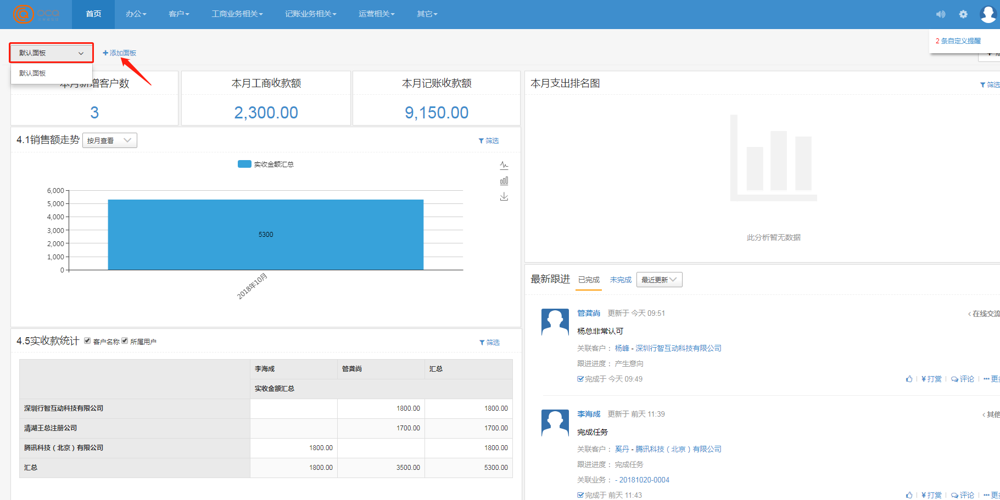 首页
办公
客户
工商业务相关
记账业务相关
运营相关
其它
2 条自定义提醒
默认面板
添加面板
默认面板
本月新增客户数
3
本月工商收款额
2,300.00
本月记账收款额
9,150.00
本月支出排名图
筛选
此分析暂无数据
4.1销售额走势
按月查看
筛选
实收金额汇总
6,000
5,000
4,000
3,000
2,000
1,000
0
5300
2018年10月
最新跟进 已完成 未完成 最近更新
管龚尚 更新于 今天 09:51
<在线交流
杨总非常认可
关联客户： 杨峰 - 深圳行智互动科技有限公司
跟进进度： 产生意向
完成于 今天 09:49
¥打赏 评论 更多
李海成 更新于 前天 11:39
<其他
完成任务
关联客户： 奚丹 - 腾讯科技（北京）有限公司
跟进进度： 完成任务
关联业务： - 20181020-0004
完成于 前天 11:43
¥打赏 评论 更多
4.5实收款统计 客户名称 所属用户
筛选
李海成 管龚尚 汇总
实收金额汇总
深圳行智互动科技有限公司 1800.00 1800.00
清湖王总注册公司 1700.00 1700.00
腾讯科技（北京）有限公司 1800.00 1800.00
汇总 1800.00 3500.00 5300.00